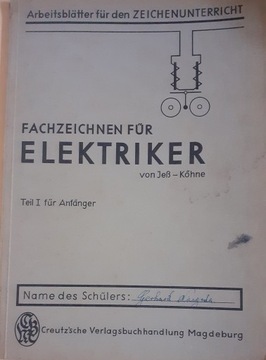 Arbeitsblätter für den ZEICHENUNTERRICHT
FACHZEICHNEN FÜR
ELEKTRIKER
von Jeß – Köhne
Teil I für Anfänger
Name des Schülers: Gerhard
Creutz'sche Verlagsbuchhandlung Magdeburg